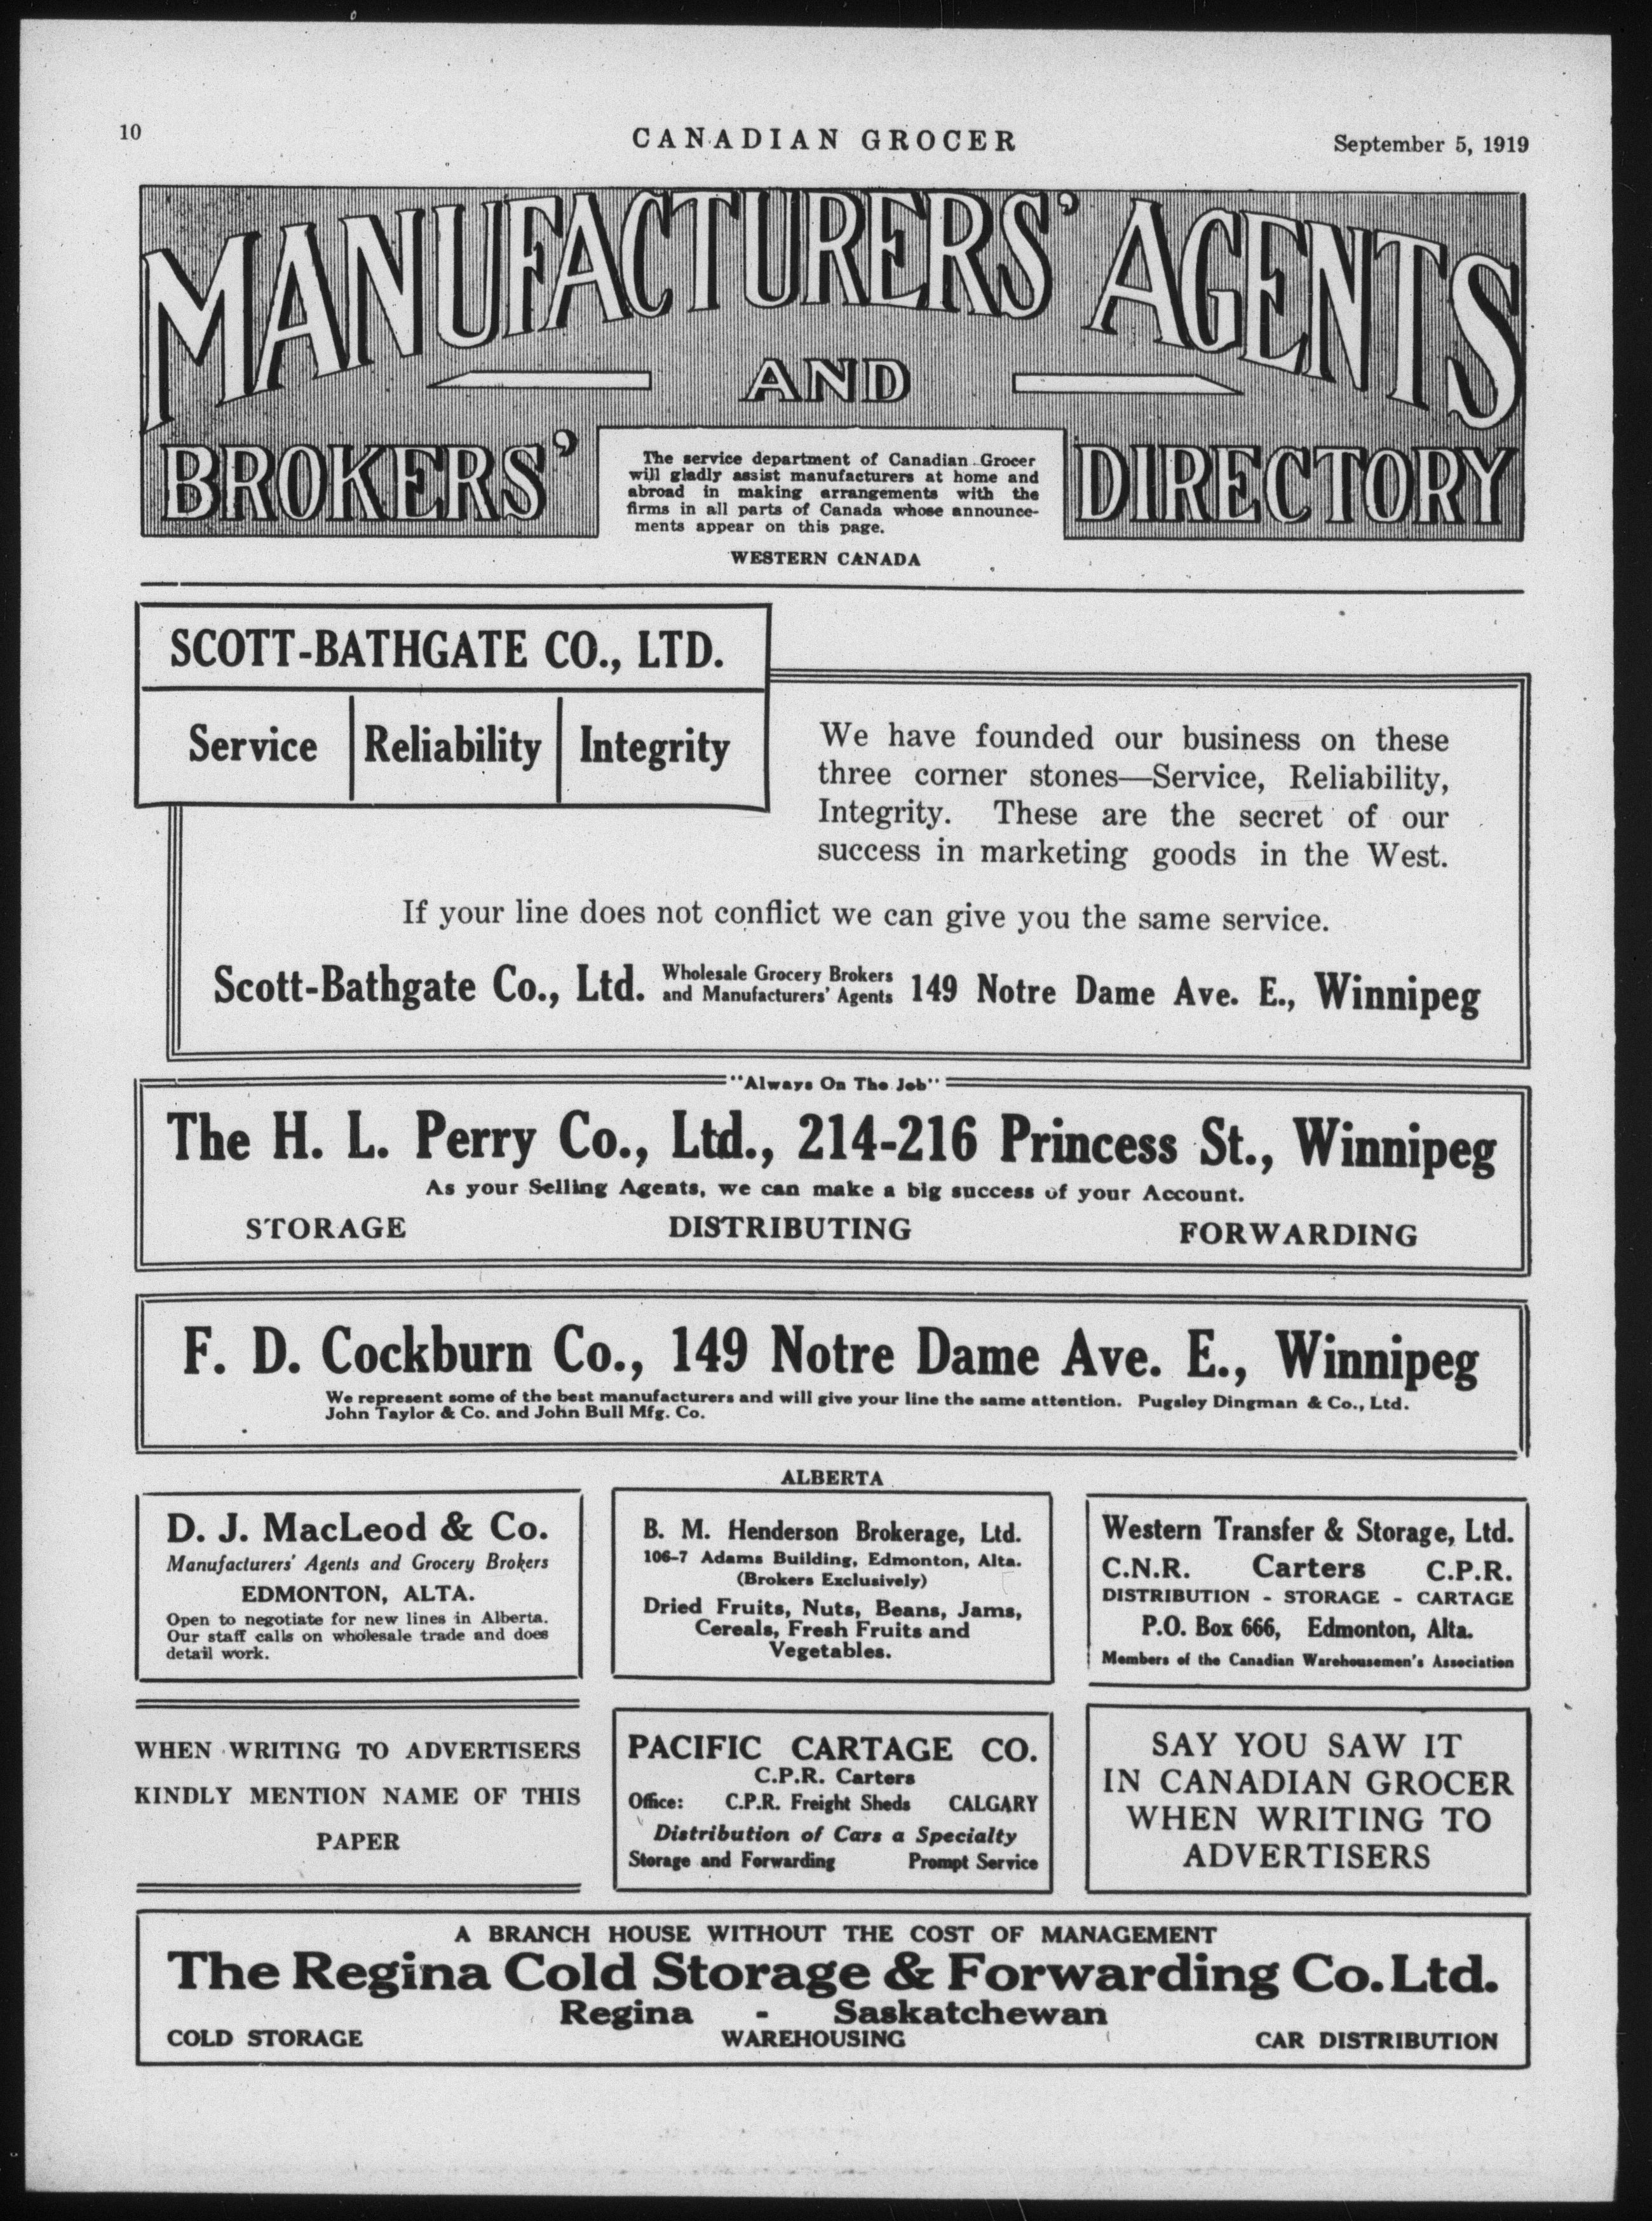 10
CANADIAN GROCER
September 5, 1919
MANUFACTURERS' AGENTS
AND
BROKERS' DIRECTORY
The service department of Canadian Grocer
will gladly assist manufacturers at home and
abroad in making arrangements with the
firms in all parts of Canada whose announce-
ments appear on this page.
WESTERN CANADA
SCOTT-BATHGATE CO., LTD.
Service Reliability Integrity
We have founded our business on these
three corner stones—Service, Reliability,
Integrity. These are the secret of our
success in marketing goods in the West.
If your line does not conflict we can give you the same service.
Scott-Bathgate Co., Ltd. Wholesale Grocery Brokers
and Manufacturers' Agents 149 Notre Dame Ave. E., Winnipeg
"Always On The Job"
The H. L. Perry Co., Ltd., 214-216 Princess St., Winnipeg
As your Selling Agents, we can make a big success of your Account.
STORAGE DISTRIBUTING FORWARDING
F. D. Cockburn Co., 149 Notre Dame Ave. E., Winnipeg
We represent some of the best manufacturers and will give your line the same attention. Pugsley Dingman & Co., Ltd.
John Taylor & Co. and John Bull Mfg. Co.
ALBERTA
D. J. MacLeod & Co.
Manufacturers' Agents and Grocery Brokers
EDMONTON, ALTA.
Open to negotiate for new lines in Alberta.
Our staff calls on wholesale trade and does
detail work.
B. M. Henderson Brokerage, Ltd.
106-7 Adams Building, Edmonton, Alta.
(Brokers Exclusively)
Dried Fruits, Nuts, Beans, Jams,
Cereals, Fresh Fruits and
Vegetables.
Western Transfer & Storage, Ltd.
C.N.R. Carters C.P.R.
DISTRIBUTION - STORAGE - CARTAGE
P.O. Box 666, Edmonton, Alta.
Members of the Canadian Warehousemen's Association
WHEN WRITING TO ADVERTISERS
KINDLY MENTION NAME OF THIS
PAPER
PACIFIC CARTAGE CO.
C.P.R. Carters
Office: C.P.R. Freight Sheds CALGARY
Distribution of Cars a Specialty
Storage and Forwarding Prompt Service
SAY YOU SAW IT
IN CANADIAN GROCER
WHEN WRITING TO
ADVERTISERS
A BRANCH HOUSE WITHOUT THE COST OF MANAGEMENT
The Regina Cold Storage & Forwarding Co. Ltd.
Regina - Saskatchewan
COLD STORAGE WAREHOUSING CAR DISTRIBUTION